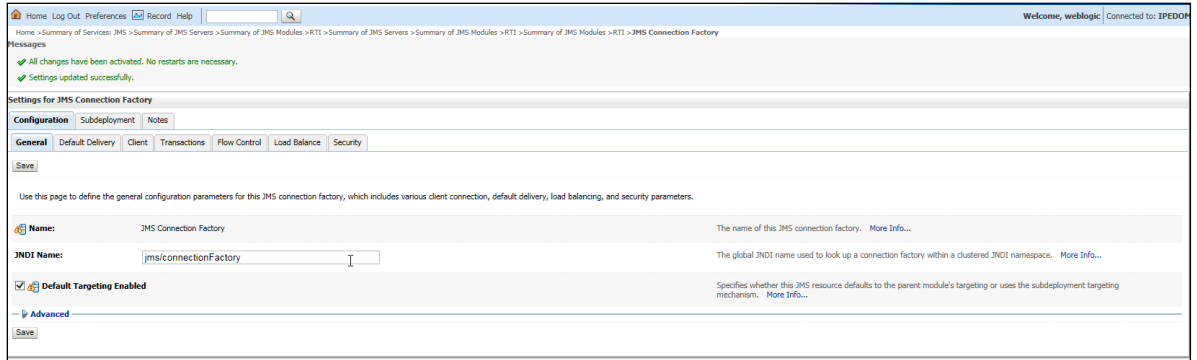 Home Log Out Preferences Record Help
Welcome, weblogic Connected to: IPEDOM
Home >Summary of Services: JMS >Summary of JMS Servers >Summary of JMS Modules >RTI >Summary of JMS Servers >Summary of JMS Modules >RTI >Summary of JMS Modules >RTI >JMS Connection Factory
Messages
All changes have been activated. No restarts are necessary.
Settings updated successfully.
Settings for JMS Connection Factory
Configuration Subdeployment Notes
General Default Delivery Client Transactions Flow Control Load Balance Security
Save
Use this page to define the general configuration parameters for this JMS connection factory, which includes various client connection, default delivery, load balancing, and security parameters.
Name: JMS Connection Factory The name of this JMS connection factory. More Info...
JNDI Name: jms/connectionFactory The global JNDI name used to look up a connection factory within a clustered JNDI namespace. More Info...
Default Targeting Enabled Specifies whether this JMS resource defaults to the parent module's targeting or uses the subdeployment targeting
mechanism. More Info...
Advanced
Save